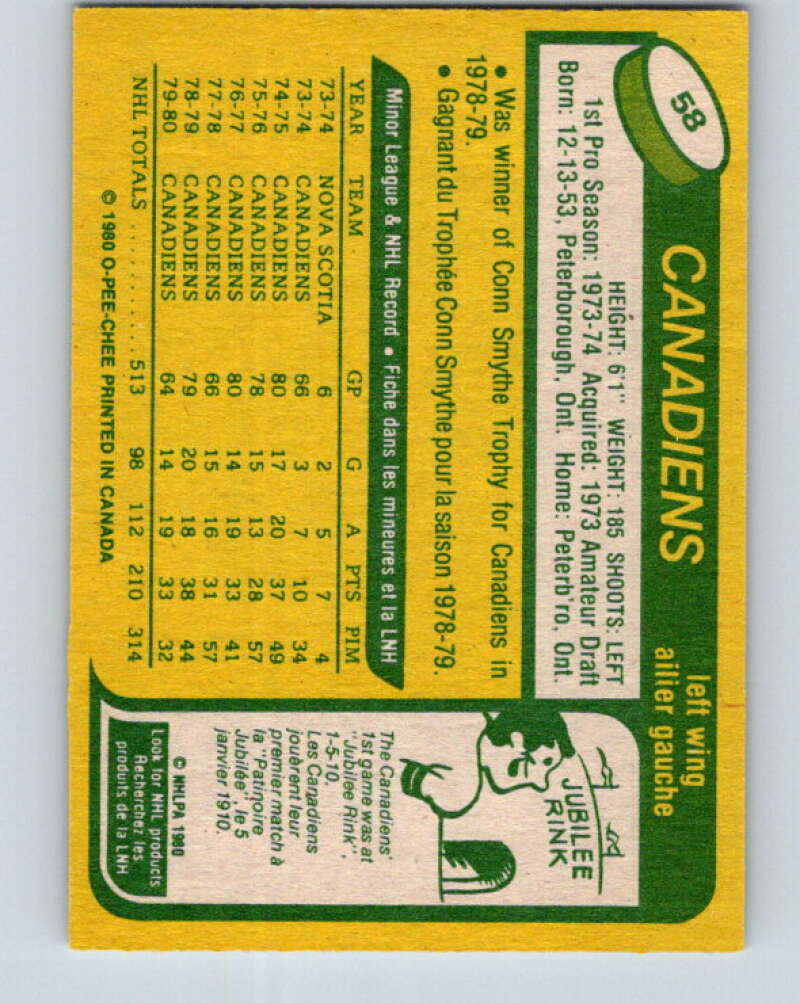 58
CANADIENS
left wing
ailier gauche
HEIGHT: 6'1" WEIGHT: 185 SHOOTS: LEFT
1st Pro Season: 1973-74 Acquired: 1973 Amateur Draft
Born: 12-13-53, Peterborough, Ont. Home: Peterb'ro, Ont.
• Was winner of Conn Smythe Trophy for Canadiens in
1978-79.
• Gagnant du Trophée Conn Smythe pour la saison 1978-79.
Minor League & NHL Record • Fiche dans les mineures et la LNH
YEAR TEAM GP G A PTS PIM
73-74 NOVA SCOTIA 6 2 5 7 4
73-74 CANADIENS 66 3 7 10 34
74-75 CANADIENS 80 17 20 37 49
75-76 CANADIENS 78 15 13 28 57
76-77 CANADIENS 80 14 19 33 41
77-78 CANADIENS 66 15 16 31 57
78-79 CANADIENS 79 20 18 38 44
79-80 CANADIENS 64 14 19 33 32
NHL TOTALS ........... 513 98 112 210 314
© 1980 O-PEE-CHEE PRINTED IN CANADA
JUBILEE
RINK
The Canadiens'
1st game was at
"Jubilee Rink",
1-5-10.
Les Canadiens
jouèrent leur
premier match à
la "Patinoire
Jubilée", le 5
janvier 1910.
© NHLPA 1980
Look for NHL products
Recherchez les
produits de la LNH